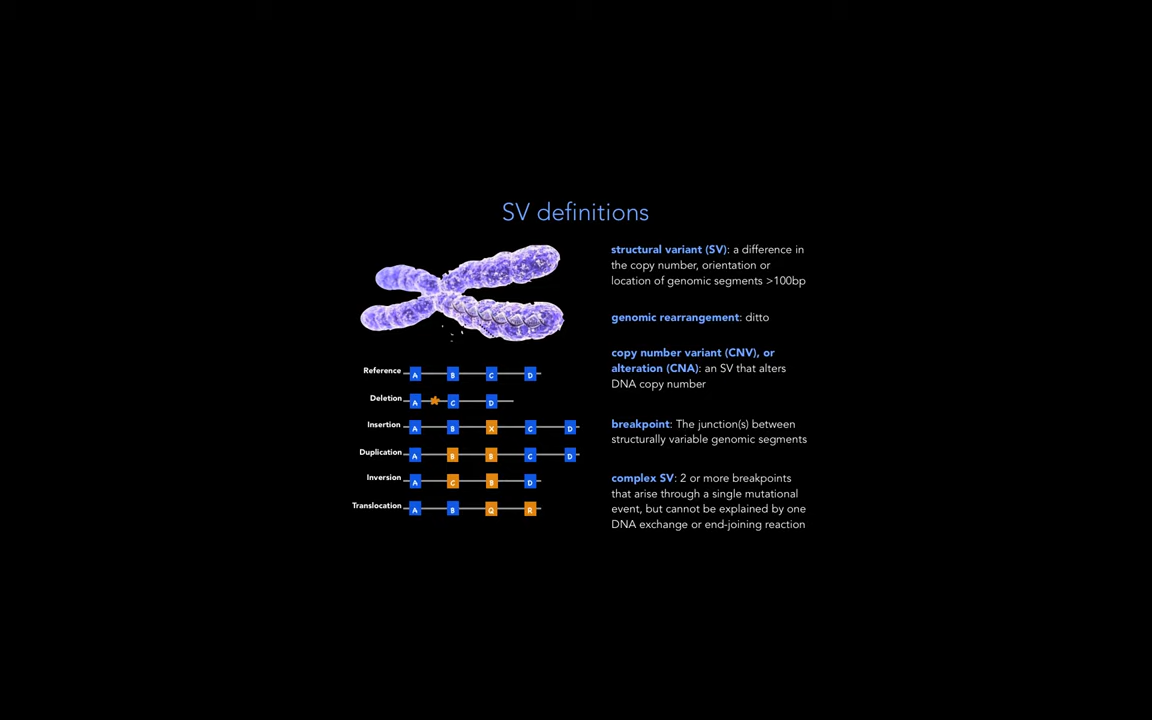 SV definitions
structural variant (SV): a difference in
the copy number, orientation or
location of genomic segments >100bp
genomic rearrangement: ditto
copy number variant (CNV), or
alteration (CNA): an SV that alters
DNA copy number
breakpoint: The junction(s) between
structurally variable genomic segments
complex SV: 2 or more breakpoints
that arise through a single mutational
event, but cannot be explained by one
DNA exchange or end-joining reaction
Reference A B C D
Deletion A C D
Insertion A B X C D
Duplication A B B C D
Inversion A C B D
Translocation A B Q R